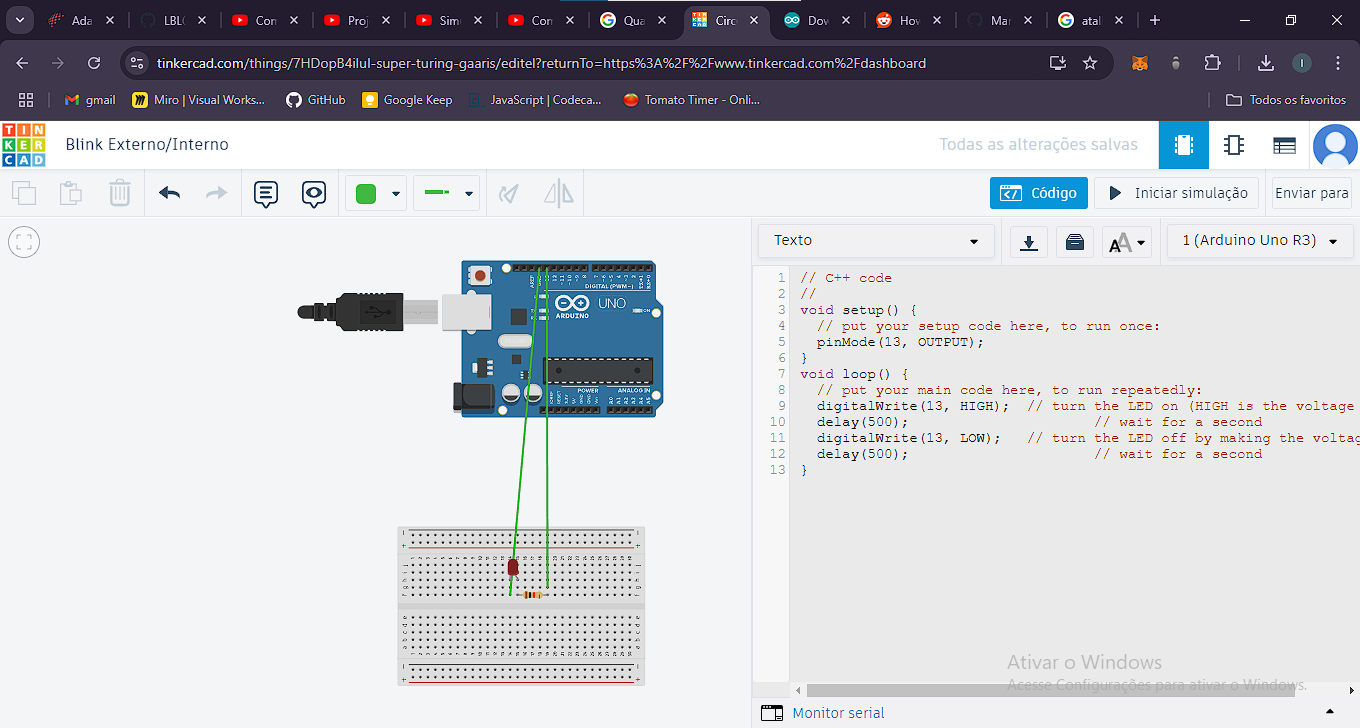 Ada
LBL
Con
Proj
Sim
Con
Qua
Circ
Dov
Hov
Mar
atal
tinkercad.com/things/7HDopB4iluI-super-turing-gaaris/editel?returnTo=https%3A%2F%2Fwww.tinkercad.com%2Fdashboard
gmail
Miro | Visual Works...
GitHub
Google Keep
JavaScript | Codeca...
Tomato Timer - Onli...
Todos os favoritos
TIN
KER
CAD
Blink Externo/Interno
Todas as alterações salvas
Código
Iniciar simulação
Enviar para
Texto
1 (Arduino Uno R3)
DIGITAL (PWM~)
UNO
ARDUINO
POWER
ANALOG IN
1 // C++ code
2 //
3 void setup() {
4 // put your setup code here, to run once:
5 pinMode(13, OUTPUT);
6 }
7 void loop() {
8 // put your main code here, to run repeatedly:
9 digitalWrite(13, HIGH); // turn the LED on (HIGH is the voltage
10 delay(500); // wait for a second
11 digitalWrite(13, LOW); // turn the LED off by making the voltag
12 delay(500); // wait for a second
13 }
Ativar o Windows
Acesse Configurações para ativar o Windows.
Monitor serial